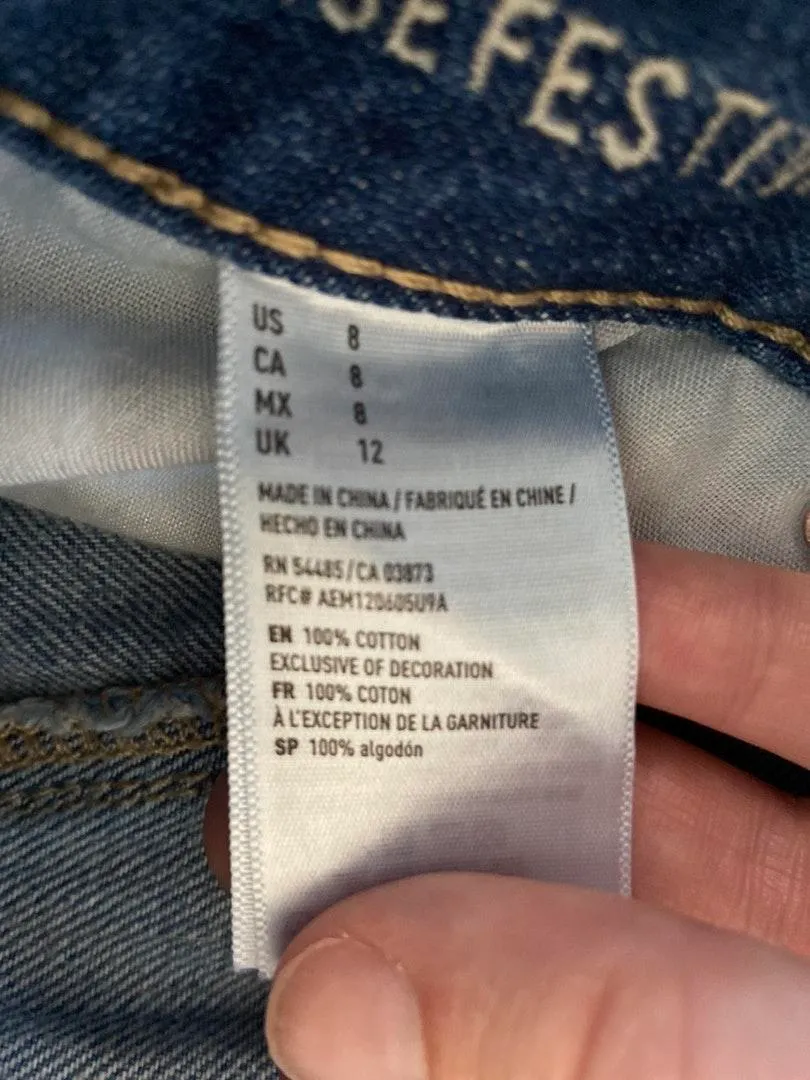 SE FEST
US 8
CA 8
MX 8
UK 12
MADE IN CHINA / FABRIQUÉ EN CHINE /
HECHO EN CHINA
RN 54485/CA 03873
RFC# AEM120605U9A
EN 100% COTTON
EXCLUSIVE OF DECORATION
FR 100% COTON
À L'EXCEPTION DE LA GARNITURE
SP 100% algodón